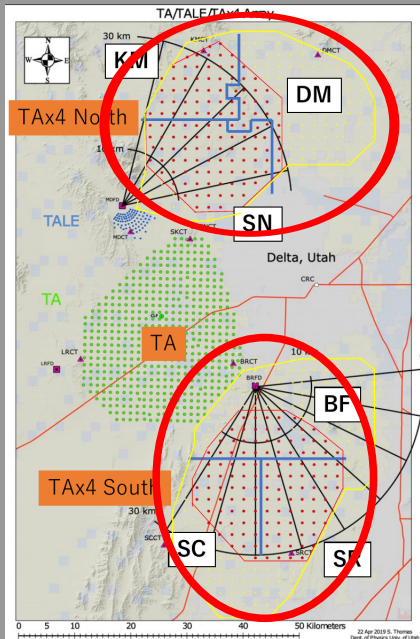 TA/TALE/TAx4 Array
30 km
KM
KMCT
DMCT
N
W
E
S
DM
TAx4 North
10 km
MDFD
SN
TALE
MDCT
SKCT
Delta, Utah
CRC
TA
CLF
TA
LRCT
LRFD
BRCT
10 k
BRFD
BF
TAx4 South
30 km
SC
SCCT
SR
SRCT
0
10
20
30
40
50 Kilometers
22 Apr 2019 S. Thomas
Dept. of Physics Univ. of Utah